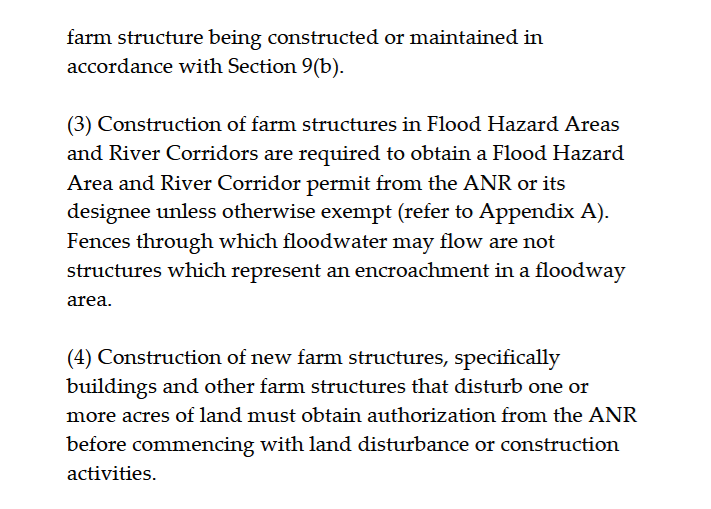 farm structure being constructed or maintained in
accordance with Section 9(b).
(3) Construction of farm structures in Flood Hazard Areas
and River Corridors are required to obtain a Flood Hazard
Area and River Corridor permit from the ANR or its
designee unless otherwise exempt (refer to Appendix A).
Fences through which floodwater may flow are not
structures which represent an encroachment in a floodway
area.
(4) Construction of new farm structures, specifically
buildings and other farm structures that disturb one or
more acres of land must obtain authorization from the ANR
before commencing with land disturbance or construction
activities.